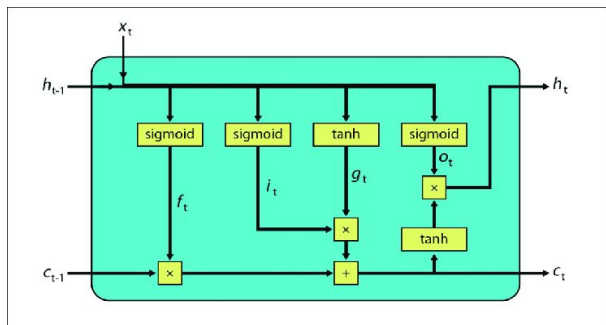 x_t
h_t-1 h_t
sigmoid sigmoid tanh sigmoid
o_t
g_t
×
i_t
f_t
×
tanh
c_t-1 × + c_t